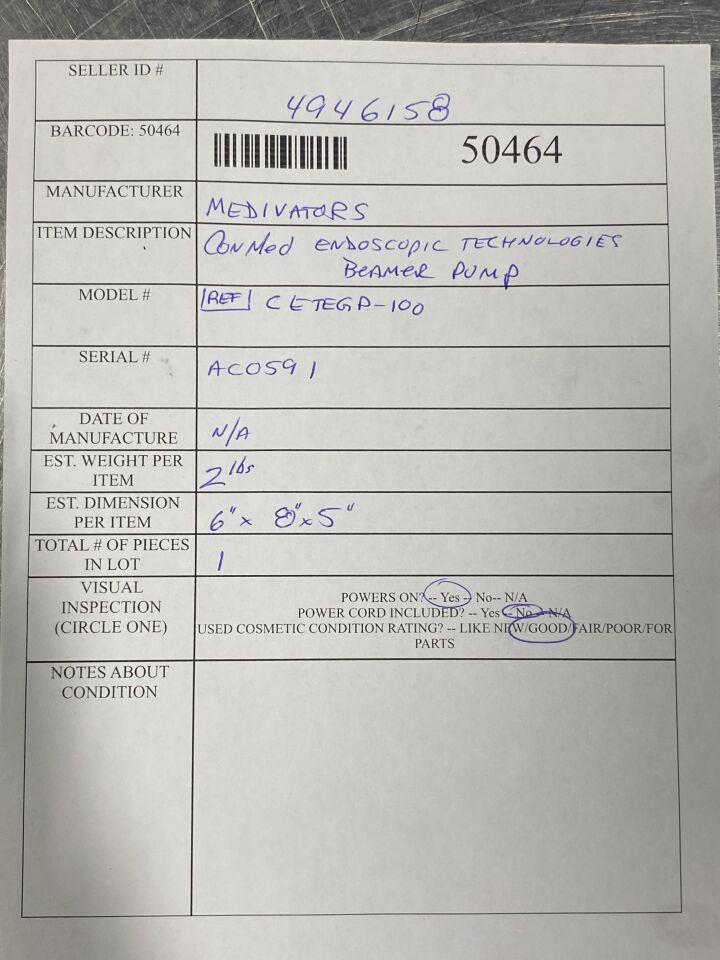 SELLER ID #
4946158
BARCODE: 50464
50464
MANUFACTURER
MEDIVATORS
ITEM DESCRIPTION
CONMED ENDOSCOPIC TECHNOLOGIES
BEAMER PUMP
MODEL #
REF CETEGP-100
SERIAL #
AC0591
DATE OF
MANUFACTURE
N/A
EST. WEIGHT PER
ITEM
2 lbs
EST. DIMENSION
PER ITEM
6" x 8" x 5"
TOTAL # OF PIECES
IN LOT
1
VISUAL
INSPECTION
(CIRCLE ONE)
POWERS ON? -- Yes -- No-- N/A
POWER CORD INCLUDED? -- Yes -- No -- N/A
USED COSMETIC CONDITION RATING? -- LIKE NEW/GOOD/FAIR/POOR/FOR
PARTS
NOTES ABOUT
CONDITION